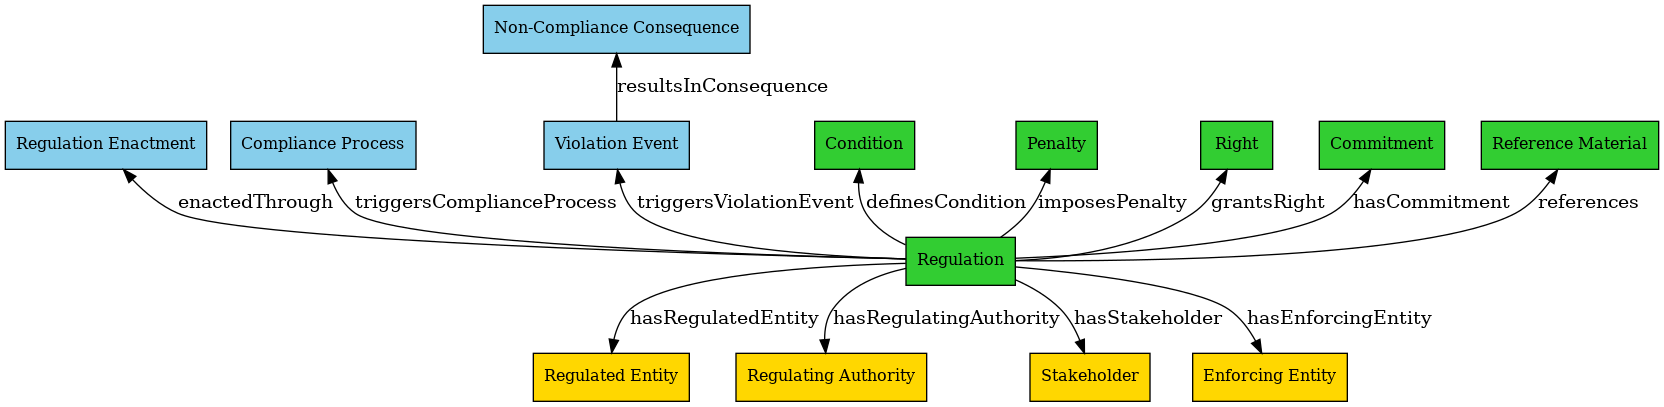 Non-Compliance Consequence
resultsInConsequence
Regulation Enactment
Compliance Process
Violation Event
Condition
Penalty
Right
Commitment
Reference Material
enactedThrough
triggersComplianceProcess
triggersViolationEvent
definesCondition
imposesPenalty
grantsRight
hasCommitment
references
Regulation
hasRegulatedEntity
hasRegulatingAuthority
hasStakeholder
hasEnforcingEntity
Regulated Entity
Regulating Authority
Stakeholder
Enforcing Entity